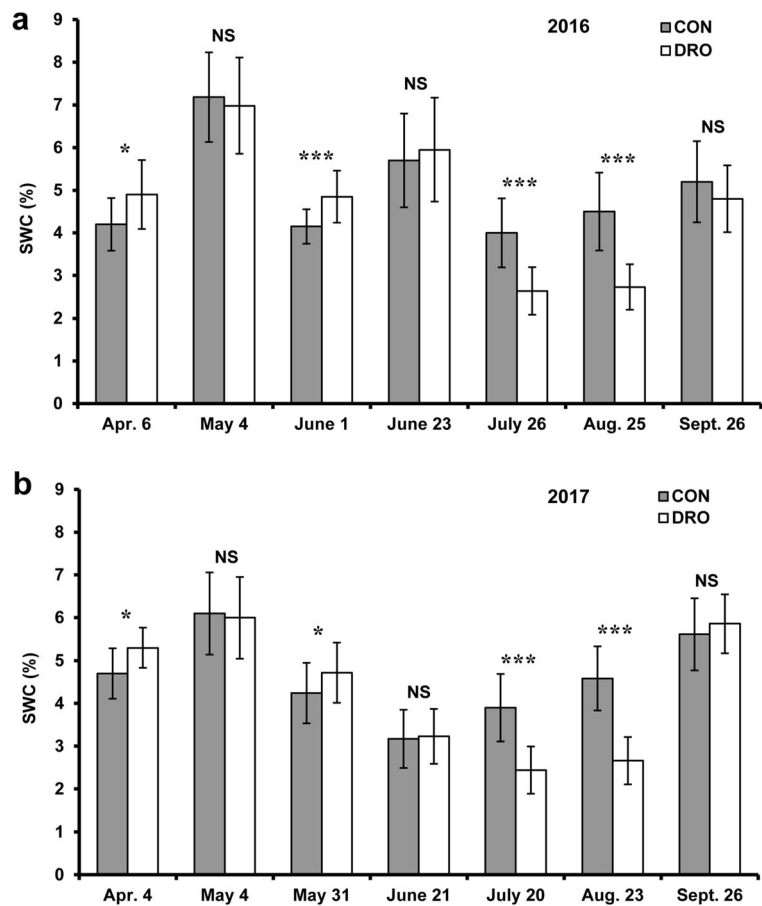 a
2016
CON
DRO
SWC (%)
9
8
7
6
5
4
3
2
1
0
*
NS
***
NS
***
***
NS
Apr. 6 May 4 June 1 June 23 July 26 Aug. 25 Sept. 26
b
2017
CON
DRO
SWC (%)
9
8
7
6
5
4
3
2
1
0
*
NS
*
NS
***
***
NS
Apr. 4 May 4 May 31 June 21 July 20 Aug. 23 Sept. 26